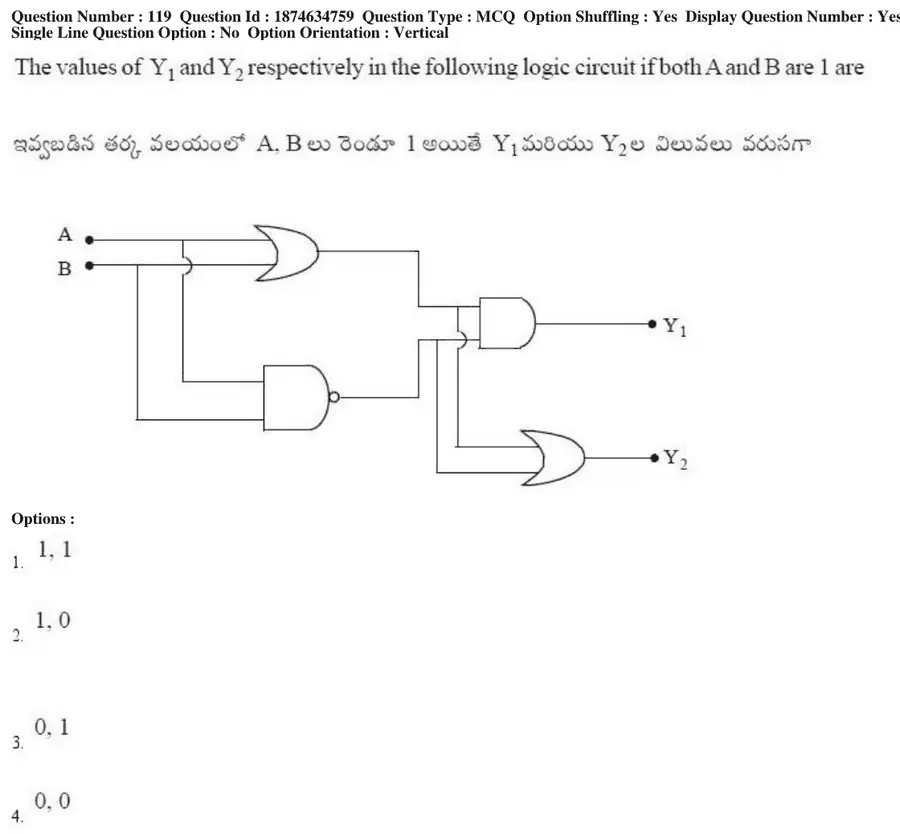 Question Number : 119 Question Id : 1874634759 Question Type : MCQ Option Shuffling : Yes Display Question Number : Yes
Single Line Question Option : No Option Orientation : Vertical
The values of Y₁ and Y₂ respectively in the following logic circuit if both A and B are 1 are
ఇవ్వబడిన తర్క వలయంలో A, B లు రెండూ 1 అయితే Y₁ మరియు Y₂ ల విలువలు వరుసగా
A
B
Y₁
Y₂
Options :
1. 1, 1
2. 1, 0
3. 0, 1
4. 0, 0